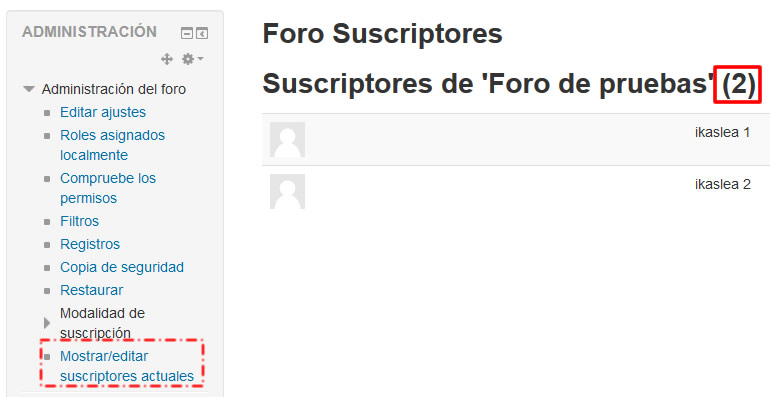 ADMINISTRACIÓN
Administración del foro
Editar ajustes
Roles asignados
localmente
Compruebe los
permisos
Filtros
Registros
Copia de seguridad
Restaurar
Modalidad de
suscripción
Mostrar/editar
suscriptores actuales
Foro Suscriptores
Suscriptores de 'Foro de pruebas' (2)
ikaslea 1
ikaslea 2